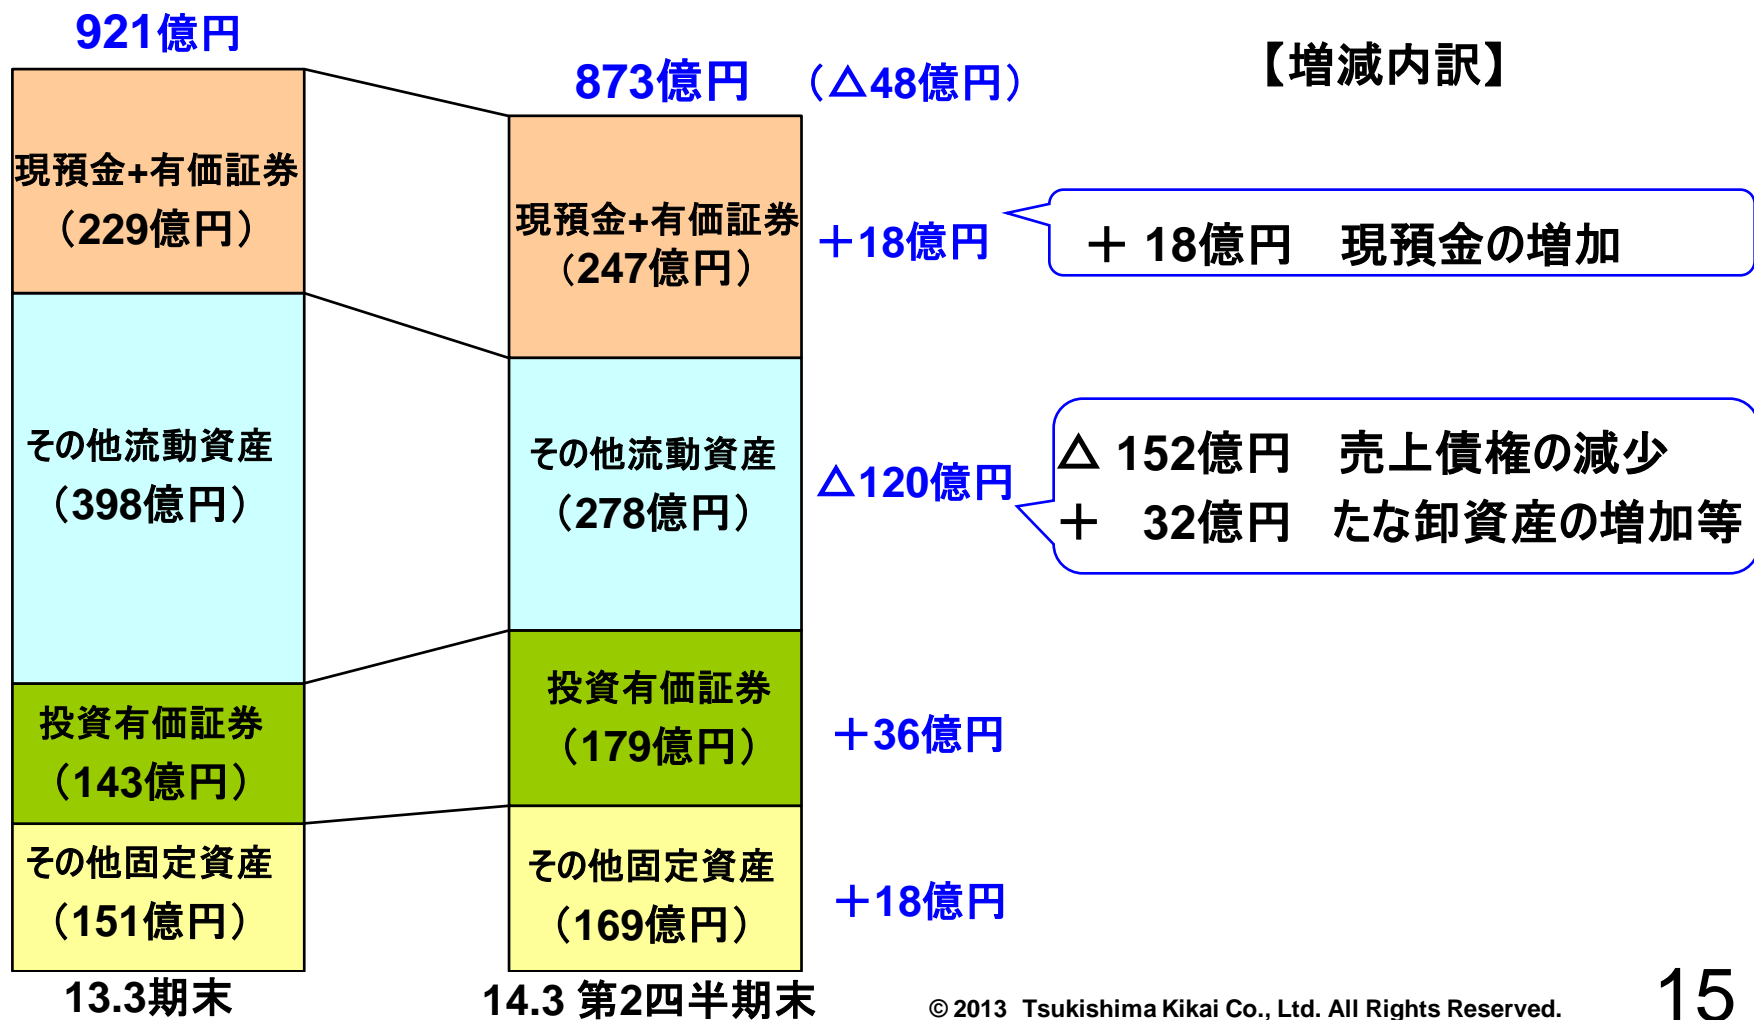 921億円
873億円 （△48億円）
【増減内訳】
現預金+有価証券
（229億円）
現預金+有価証券
（247億円）
＋18億円
＋ 18億円 現預金の増加
その他流動資産
（398億円）
その他流動資産
（278億円）
△120億円
△ 152億円 売上債権の減少
＋ 32億円 たな卸資産の増加等
投資有価証券
（143億円）
投資有価証券
（179億円）
＋36億円
その他固定資産
（151億円）
その他固定資産
（169億円）
＋18億円
13.3期末
14.3 第2四半期末
© 2013 Tsukishima Kikai Co., Ltd. All Rights Reserved.
15